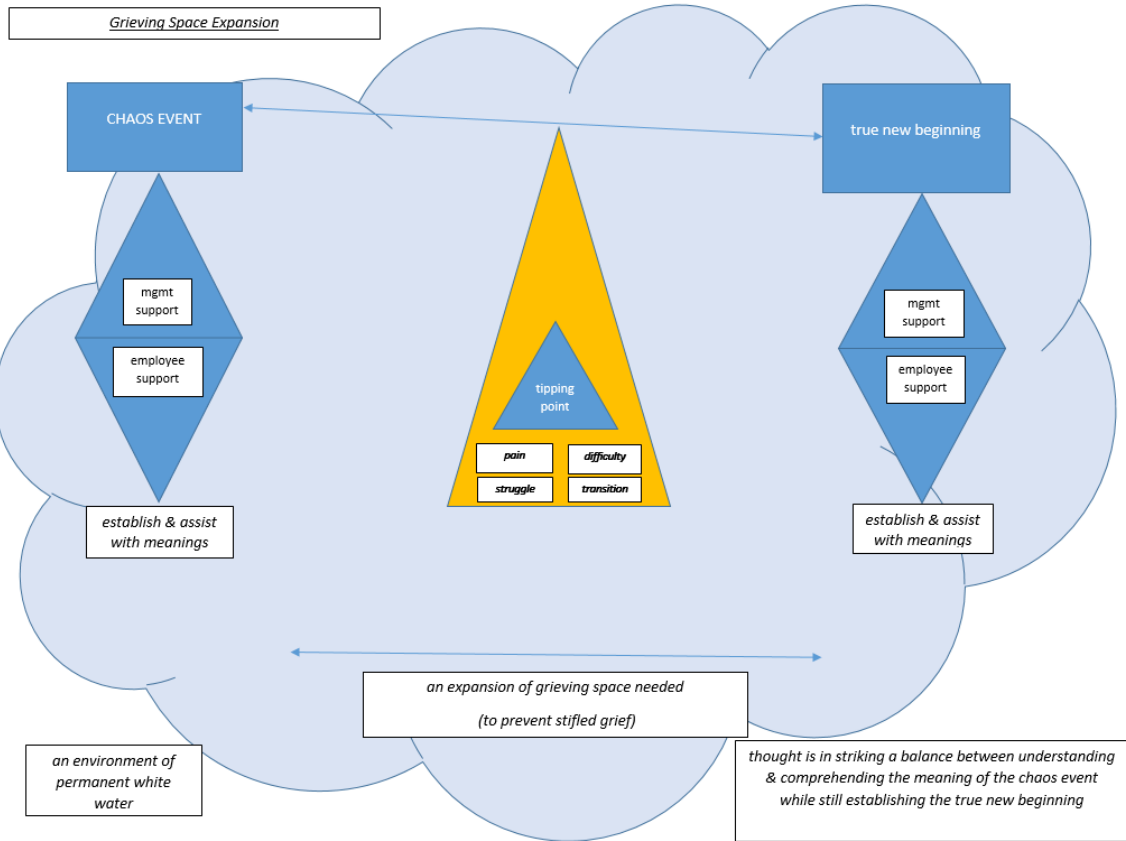 Grieving Space Expansion
CHAOS EVENT
true new beginning
mgmt
support
employee
support
establish & assist
with meanings
tipping
point
pain
difficulty
struggle
transition
mgmt
support
employee
support
establish & assist
with meanings
an expansion of grieving space needed
(to prevent stifled grief)
an environment of
permanent white
water
thought is in striking a balance between understanding
& comprehending the meaning of the chaos event
while still establishing the true new beginning